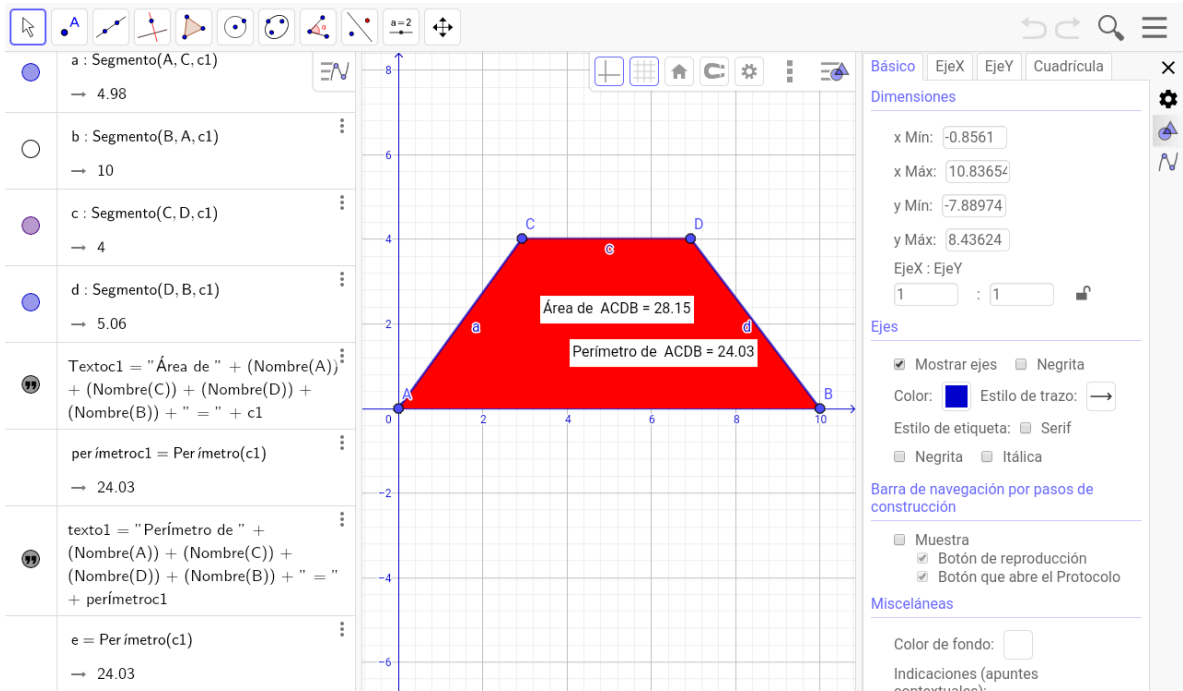 a = 2
a : Segmento(A, C, c1)
→ 4.98
b : Segmento(B, A, c1)
→ 10
c : Segmento(C, D, c1)
→ 4
d : Segmento(D, B, c1)
→ 5.06
Textoc1 = "Área de " + (Nombre(A))
+ (Nombre(C)) + (Nombre(D)) +
(Nombre(B)) + " = " + c1
perímetroc1 = Perímetro(c1)
→ 24.03
texto1 = "Perímetro de " +
(Nombre(A)) + (Nombre(C)) +
(Nombre(D)) + (Nombre(B)) + " = "
+ perímetroc1
e = Perímetro(c1)
→ 24.03
8
6
4
2
0
2
4
6
8
10
−2
−4
−6
C
D
c
Área de ACDB = 28.15
a
d
Perímetro de ACDB = 24.03
A
B
Básico EjeX EjeY Cuadrícula
Dimensiones
x Mín: -0.8561
x Máx: 10.83654
y Mín: -7.88974
y Máx: 8.43624
EjeX : EjeY
1 : 1
Ejes
Mostrar ejes Negrita
Color: Estilo de trazo:
Estilo de etiqueta: Serif
Negrita Itálica
Barra de navegación por pasos de
construcción
Muestra
Botón de reproducción
Botón que abre el Protocolo
Misceláneas
Color de fondo:
Indicaciones (apuntes
contextuales):